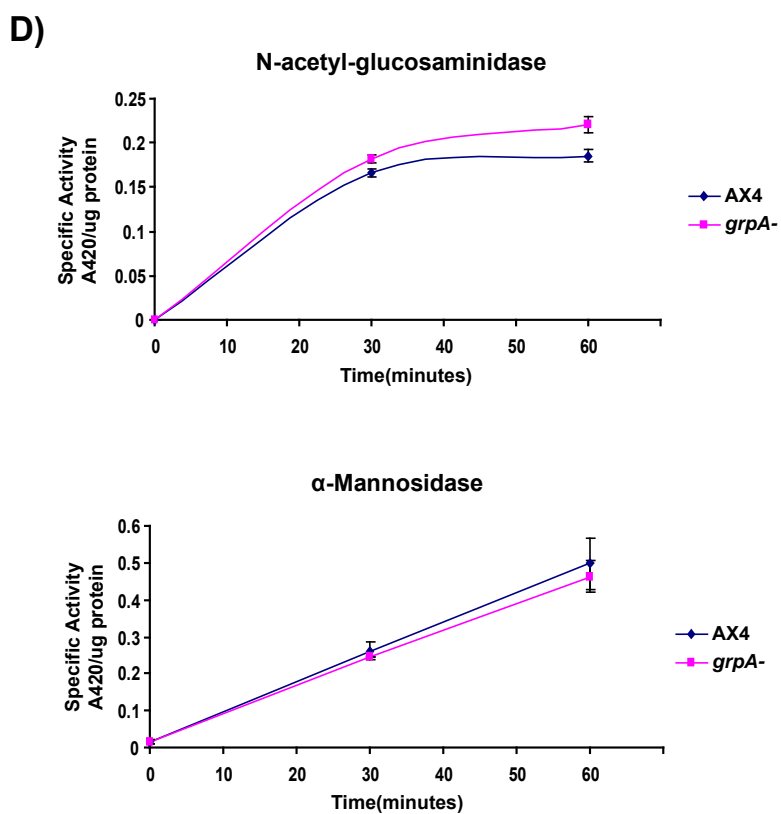 D)
N-acetyl-glucosaminidase
Specific Activity
A420/ug protein
0.25
0.2
0.15
0.1
0.05
0
0 10 20 30 40 50 60
Time(minutes)
AX4
grpA-
α-Mannosidase
Specific Activity
A420/ug protein
0.6
0.5
0.4
0.3
0.2
0.1
0
0 10 20 30 40 50 60
Time(minutes)
AX4
grpA-